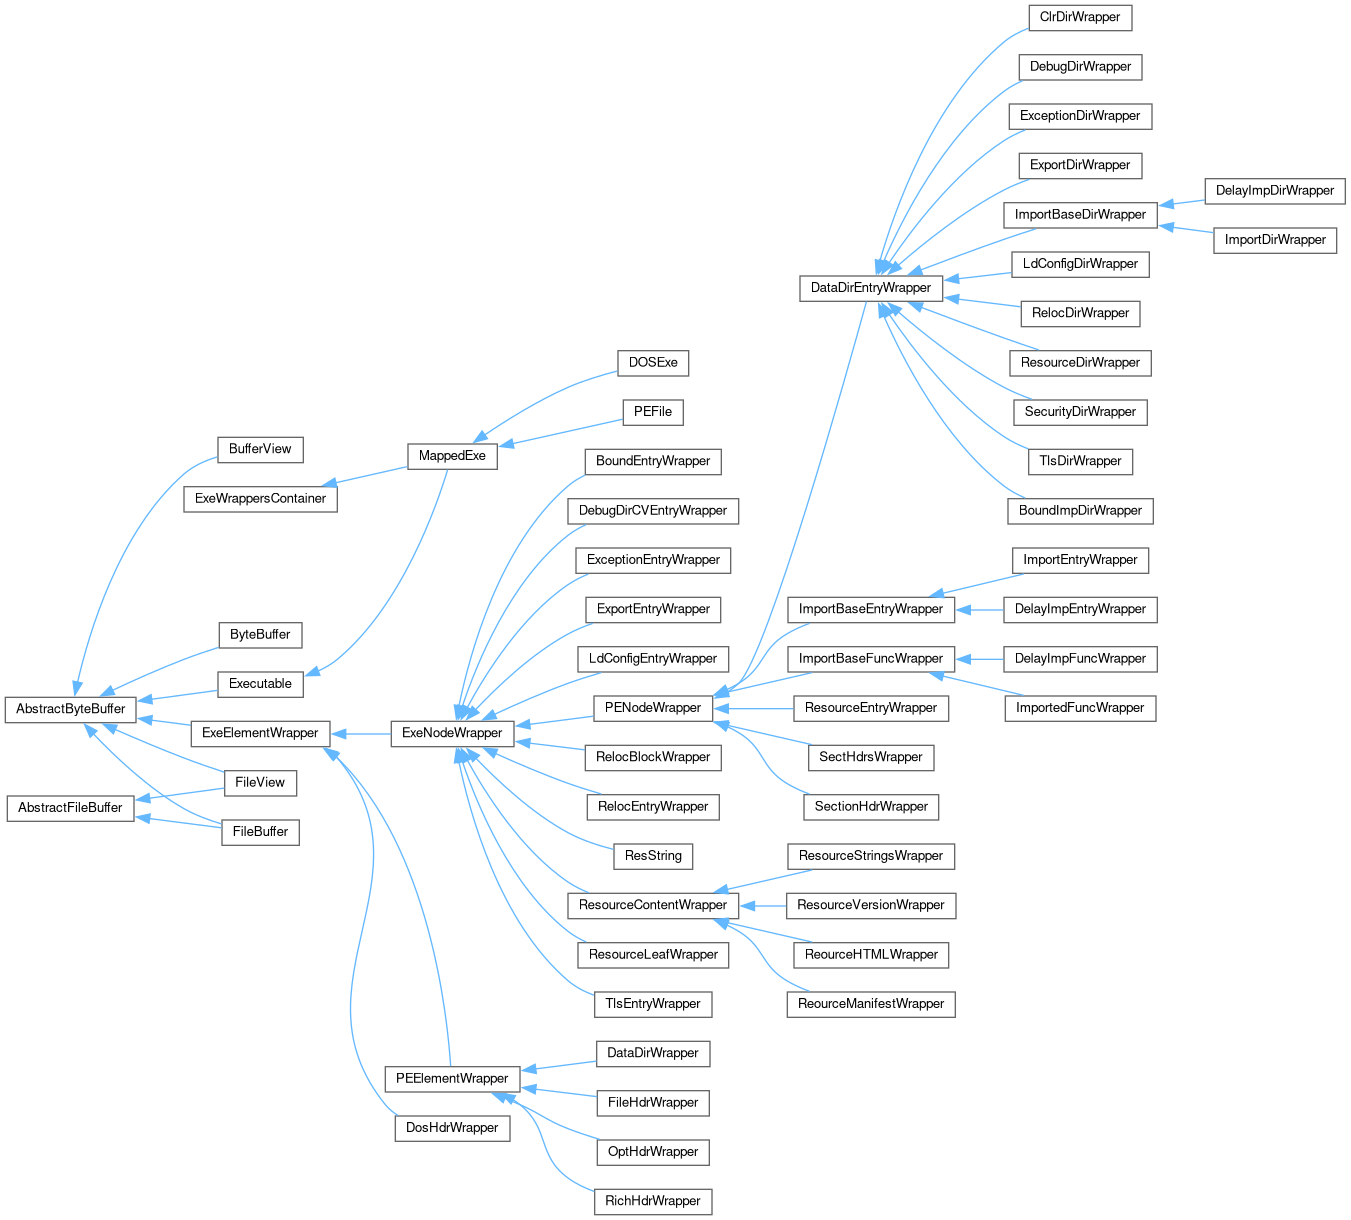 ClrDirWrapper
DebugDirWrapper
ExceptionDirWrapper
ExportDirWrapper
DelayImpDirWrapper
ImportBaseDirWrapper
ImportDirWrapper
LdConfigDirWrapper
DataDirEntryWrapper
RelocDirWrapper
ResourceDirWrapper
DOSExe
PEFile
SecurityDirWrapper
BufferView
MappedExe
BoundEntryWrapper
TlsDirWrapper
ExeWrappersContainer
DebugDirCVEntryWrapper
BoundImpDirWrapper
ExceptionEntryWrapper
ImportEntryWrapper
ExportEntryWrapper
ImportBaseEntryWrapper
DelayImpEntryWrapper
ByteBuffer
LdConfigEntryWrapper
ImportBaseFuncWrapper
DelayImpFuncWrapper
Executable
AbstractByteBuffer
PENodeWrapper
ResourceEntryWrapper
ImportedFuncWrapper
ExeElementWrapper
ExeNodeWrapper
RelocBlockWrapper
SectHdrsWrapper
FileView
AbstractFileBuffer
RelocEntryWrapper
SectionHdrWrapper
FileBuffer
ResString
ResourceStringsWrapper
ResourceContentWrapper
ResourceVersionWrapper
ResourceLeafWrapper
ReourceHTMLWrapper
TlsEntryWrapper
ReourceManifestWrapper
DataDirWrapper
PEElementWrapper
FileHdrWrapper
DosHdrWrapper
OptHdrWrapper
RichHdrWrapper